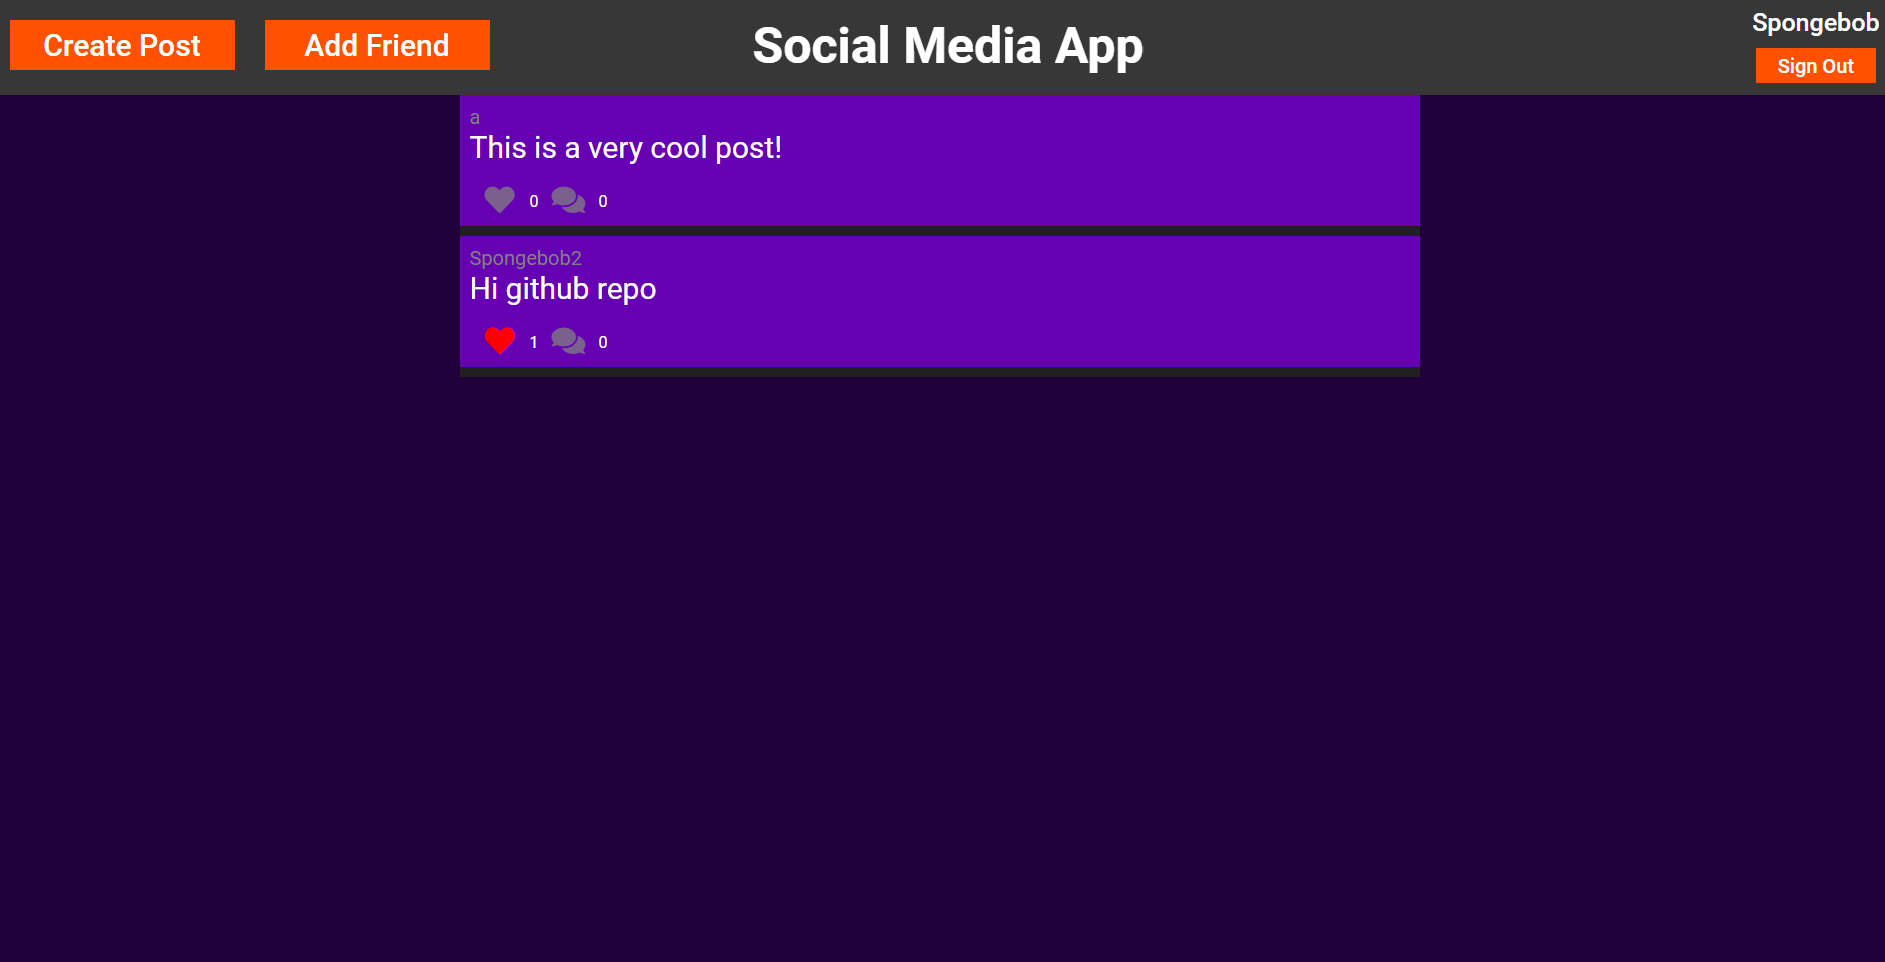 Create Post
Add Friend
Social Media App
Spongebob
Sign Out
a
This is a very cool post!
0 0
Spongebob2
Hi github repo
1 0